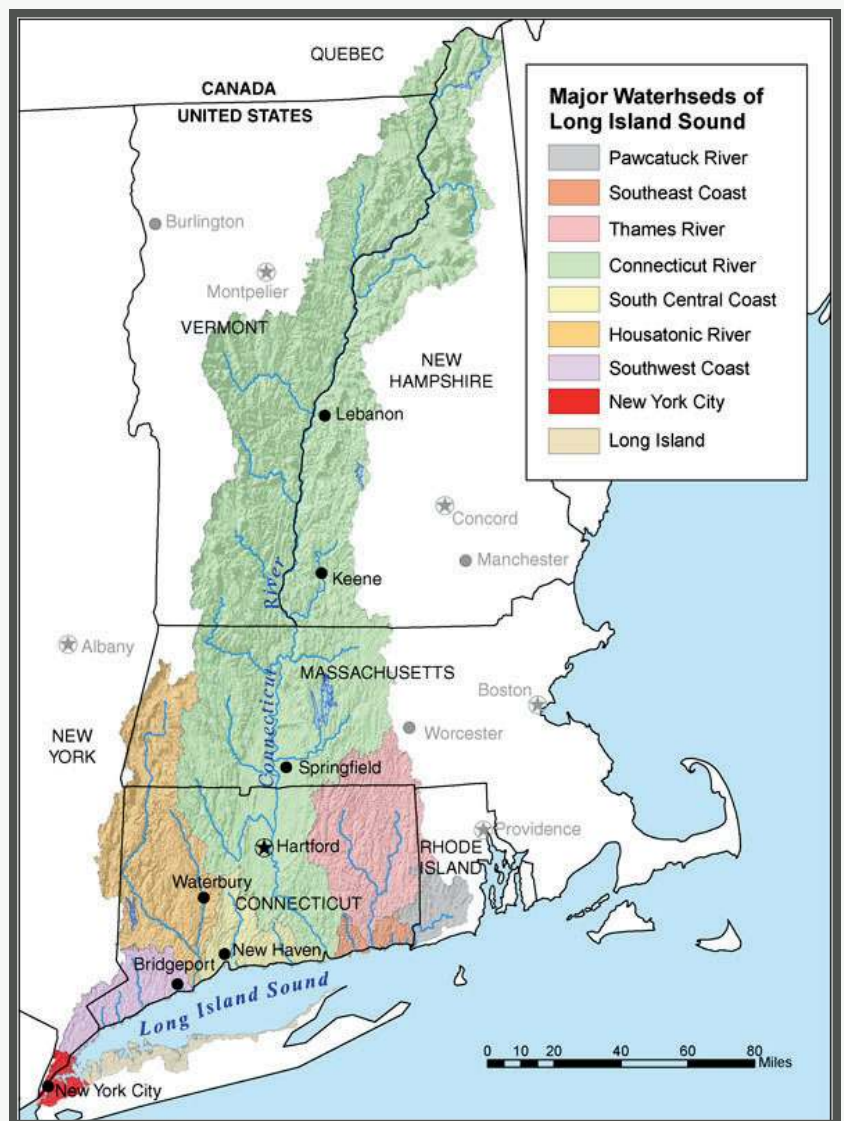 QUEBEC
CANADA
UNITED STATES
Major Waterhseds of
Long Island Sound
Pawcatuck River
Southeast Coast
Thames River
Connecticut River
South Central Coast
Housatonic River
Southwest Coast
New York City
Long Island
Burlington
Montpelier
VERMONT
NEW
HAMPSHIRE
Lebanon
Concord
Manchester
Keene
Connecticut River
Albany
MASSACHUSETTS
Boston
Worcester
NEW
YORK
Springfield
Hartford
Providence
RHODE
ISLAND
Waterbury
CONNECTICUT
New Haven
Bridgeport
Long Island Sound
0 10 20 40 60 80
Miles
New York City